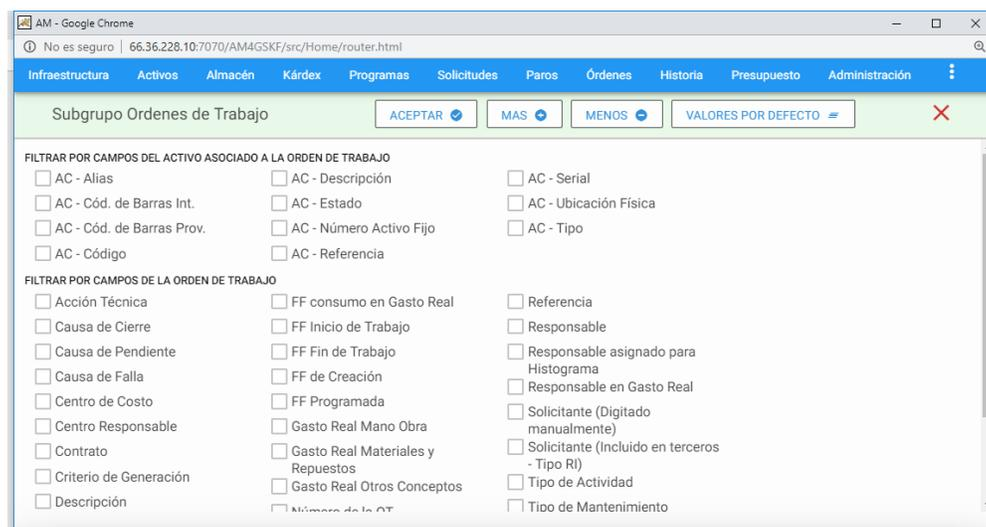 AM - Google Chrome
No es seguro | 66.36.228.10:7070/AM4GSKF/src/Home/router.html
Infraestructura Activos Almacén Kárdex Programas Solicitudes Paros Órdenes Historia Presupuesto Administración
Subgrupo Ordenes de Trabajo ACEPTAR MAS MENOS VALORES POR DEFECTO
FILTRAR POR CAMPOS DEL ACTIVO ASOCIADO A LA ORDEN DE TRABAJO
AC - Alias
AC - Cód. de Barras Int.
AC - Cód. de Barras Prov.
AC - Código
AC - Descripción
AC - Estado
AC - Número Activo Fijo
AC - Referencia
AC - Serial
AC - Ubicación Física
AC - Tipo
FILTRAR POR CAMPOS DE LA ORDEN DE TRABAJO
Acción Técnica
Causa de Cierre
Causa de Pendiente
Causa de Falla
Centro de Costo
Centro Responsable
Contrato
Criterio de Generación
Descripción
FF consumo en Gasto Real
FF Inicio de Trabajo
FF Fin de Trabajo
FF de Creación
FF Programada
Gasto Real Mano Obra
Gasto Real Materiales y
Repuestos
Gasto Real Otros Conceptos
Número de la OT
Referencia
Responsable
Responsable asignado para
Histograma
Responsable en Gasto Real
Solicitante (Digitado
manualmente)
Solicitante (Incluido en terceros
- Tipo RI)
Tipo de Actividad
Tipo de Mantenimiento